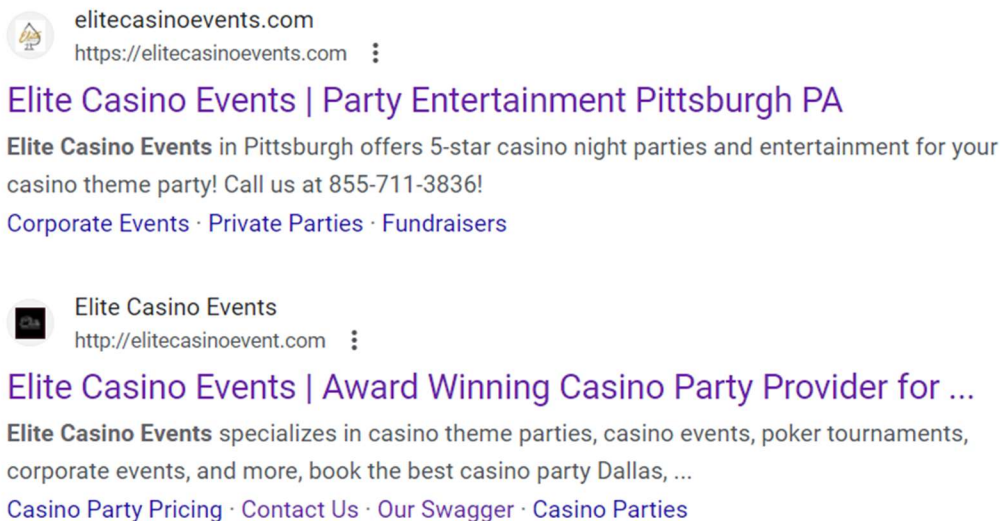 elitecasinoevents.com
https://elitecasinoevents.com
Elite Casino Events | Party Entertainment Pittsburgh PA
Elite Casino Events in Pittsburgh offers 5-star casino night parties and entertainment for your
casino theme party! Call us at 855-711-3836!
Corporate Events · Private Parties · Fundraisers
Elite Casino Events
http://elitecasinoevent.com
Elite Casino Events | Award Winning Casino Party Provider for ...
Elite Casino Events specializes in casino theme parties, casino events, poker tournaments,
corporate events, and more, book the best casino party Dallas, ...
Casino Party Pricing · Contact Us · Our Swagger · Casino Parties